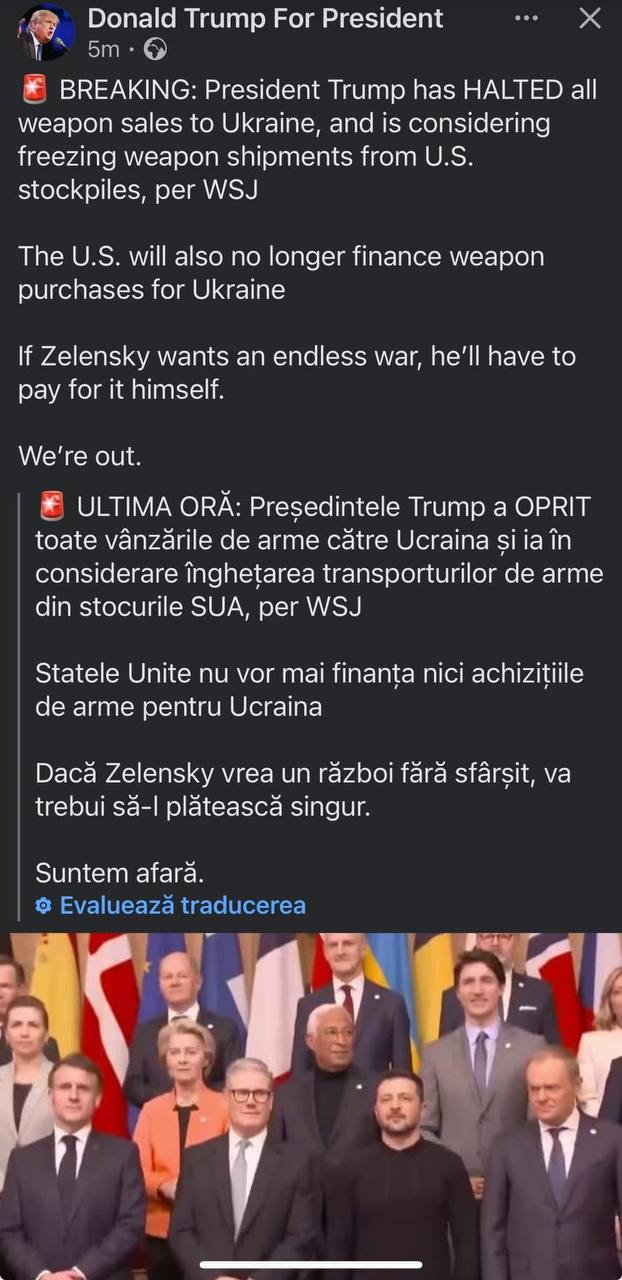 Donald Trump For President
5m ·
🚨 BREAKING: President Trump has HALTED all
weapon sales to Ukraine, and is considering
freezing weapon shipments from U.S.
stockpiles, per WSJ
The U.S. will also no longer finance weapon
purchases for Ukraine
If Zelensky wants an endless war, he’ll have to
pay for it himself.
We’re out.
🚨 ULTIMA ORĂ: Președintele Trump a OPRIT
toate vânzările de arme către Ucraina și ia în
considerare înghețarea transporturilor de arme
din stocurile SUA, per WSJ
Statele Unite nu vor mai finanța nici achizițiile
de arme pentru Ucraina
Dacă Zelensky vrea un război fără sfârșit, va
trebui să-l plătească singur.
Suntem afară.
Evaluează traducerea